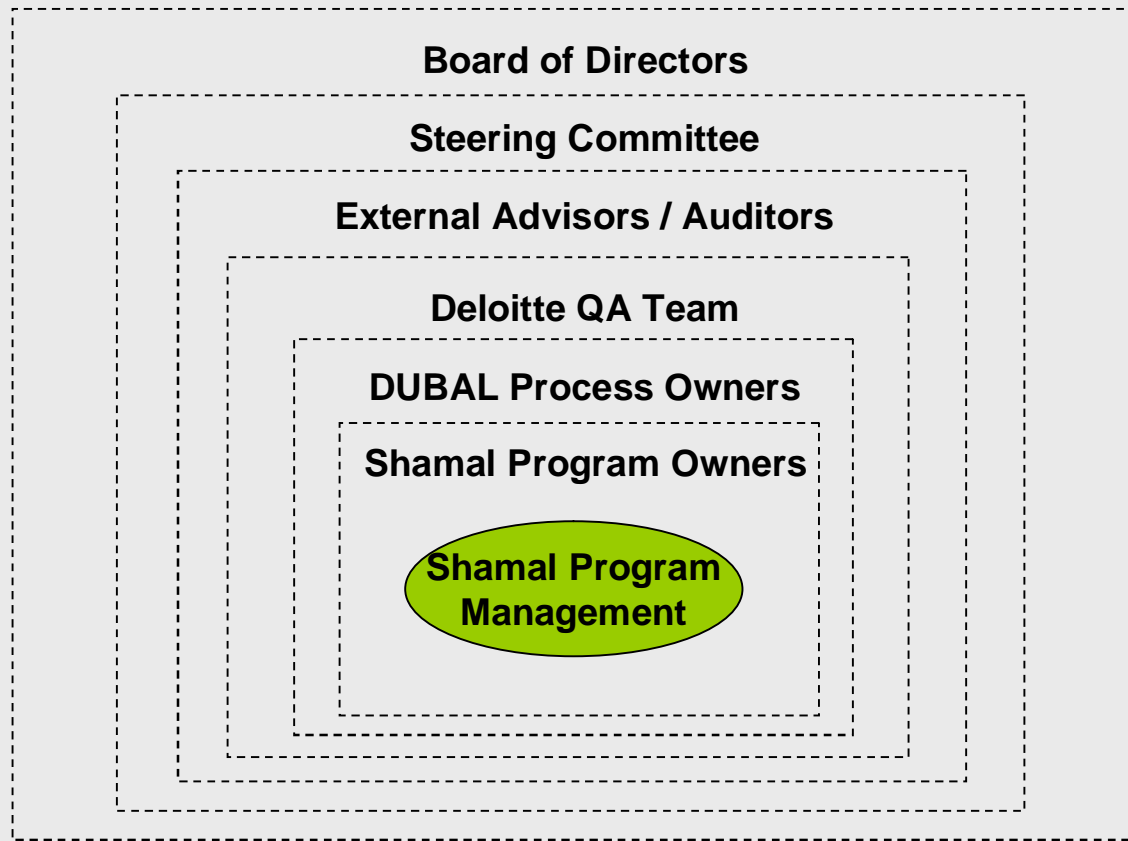 Board of Directors
Steering Committee
External Advisors / Auditors
Deloitte QA Team
DUBAL Process Owners
Shamal Program Owners
Shamal Program
Management